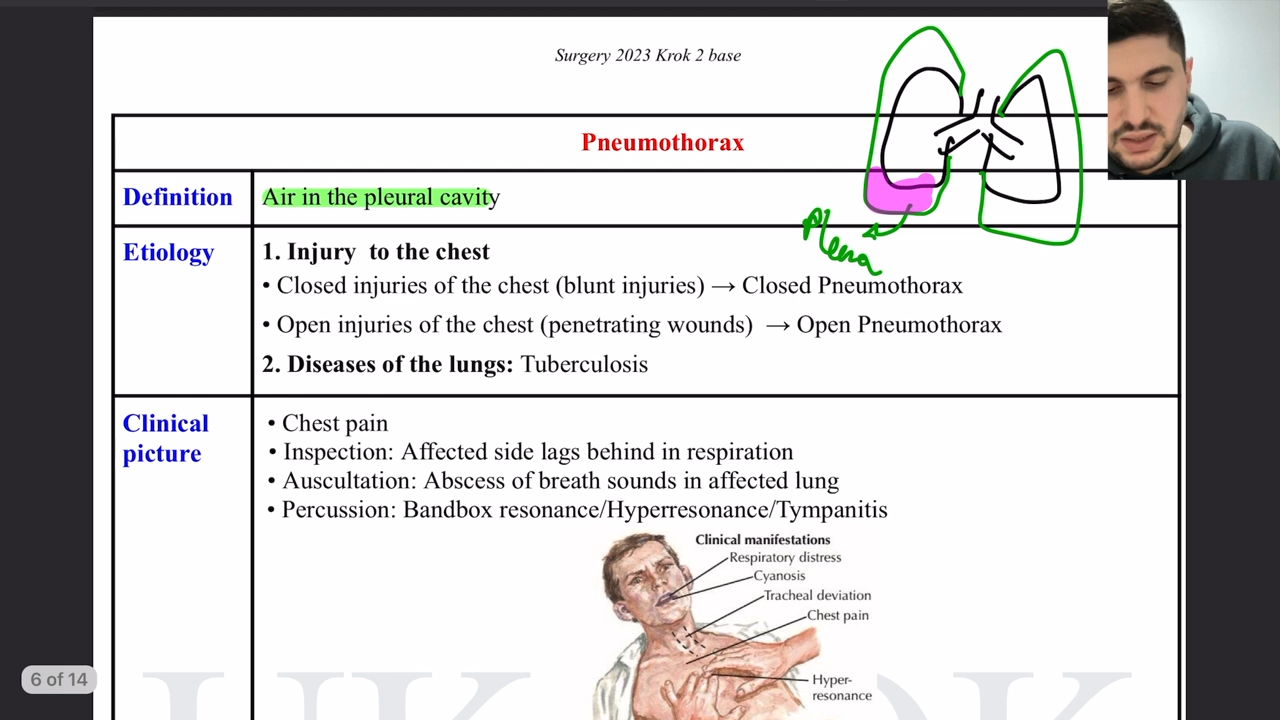 Surgery 2023 Krok 2 base
Pneumothorax
Definition
Air in the pleural cavity
Plena
Etiology
1. Injury to the chest
• Closed injuries of the chest (blunt injuries) → Closed Pneumothorax
• Open injuries of the chest (penetrating wounds) → Open Pneumothorax
2. Diseases of the lungs: Tuberculosis
Clinical
picture
• Chest pain
• Inspection: Affected side lags behind in respiration
• Auscultation: Abscess of breath sounds in affected lung
• Percussion: Bandbox resonance/Hyperresonance/Tympanitis
Clinical manifestations
Respiratory distress
Cyanosis
Tracheal deviation
Chest pain
Hyper-
resonance
6 of 14